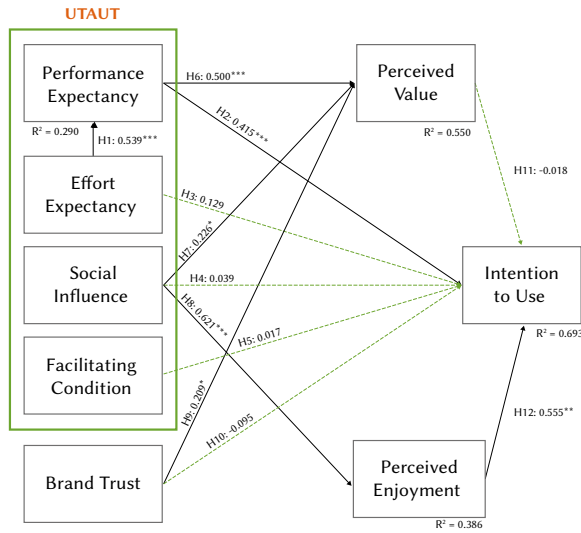 UTAUT
Performance
Expectancy
R² = 0.290
H1: 0.539***
Effort
Expectancy
Social
Influence
Facilitating
Condition
Brand Trust
H6: 0.500***
H2: 0.415***
H3: 0.129
H7: 0.226*
H4: 0.039
H8: 0.621***
H5: 0.017
H9: 0.209*
H10: -0.095
Perceived
Value
R² = 0.550
H11: -0.018
Intention
to Use
R² = 0.693
H12: 0.555**
Perceived
Enjoyment
R² = 0.386